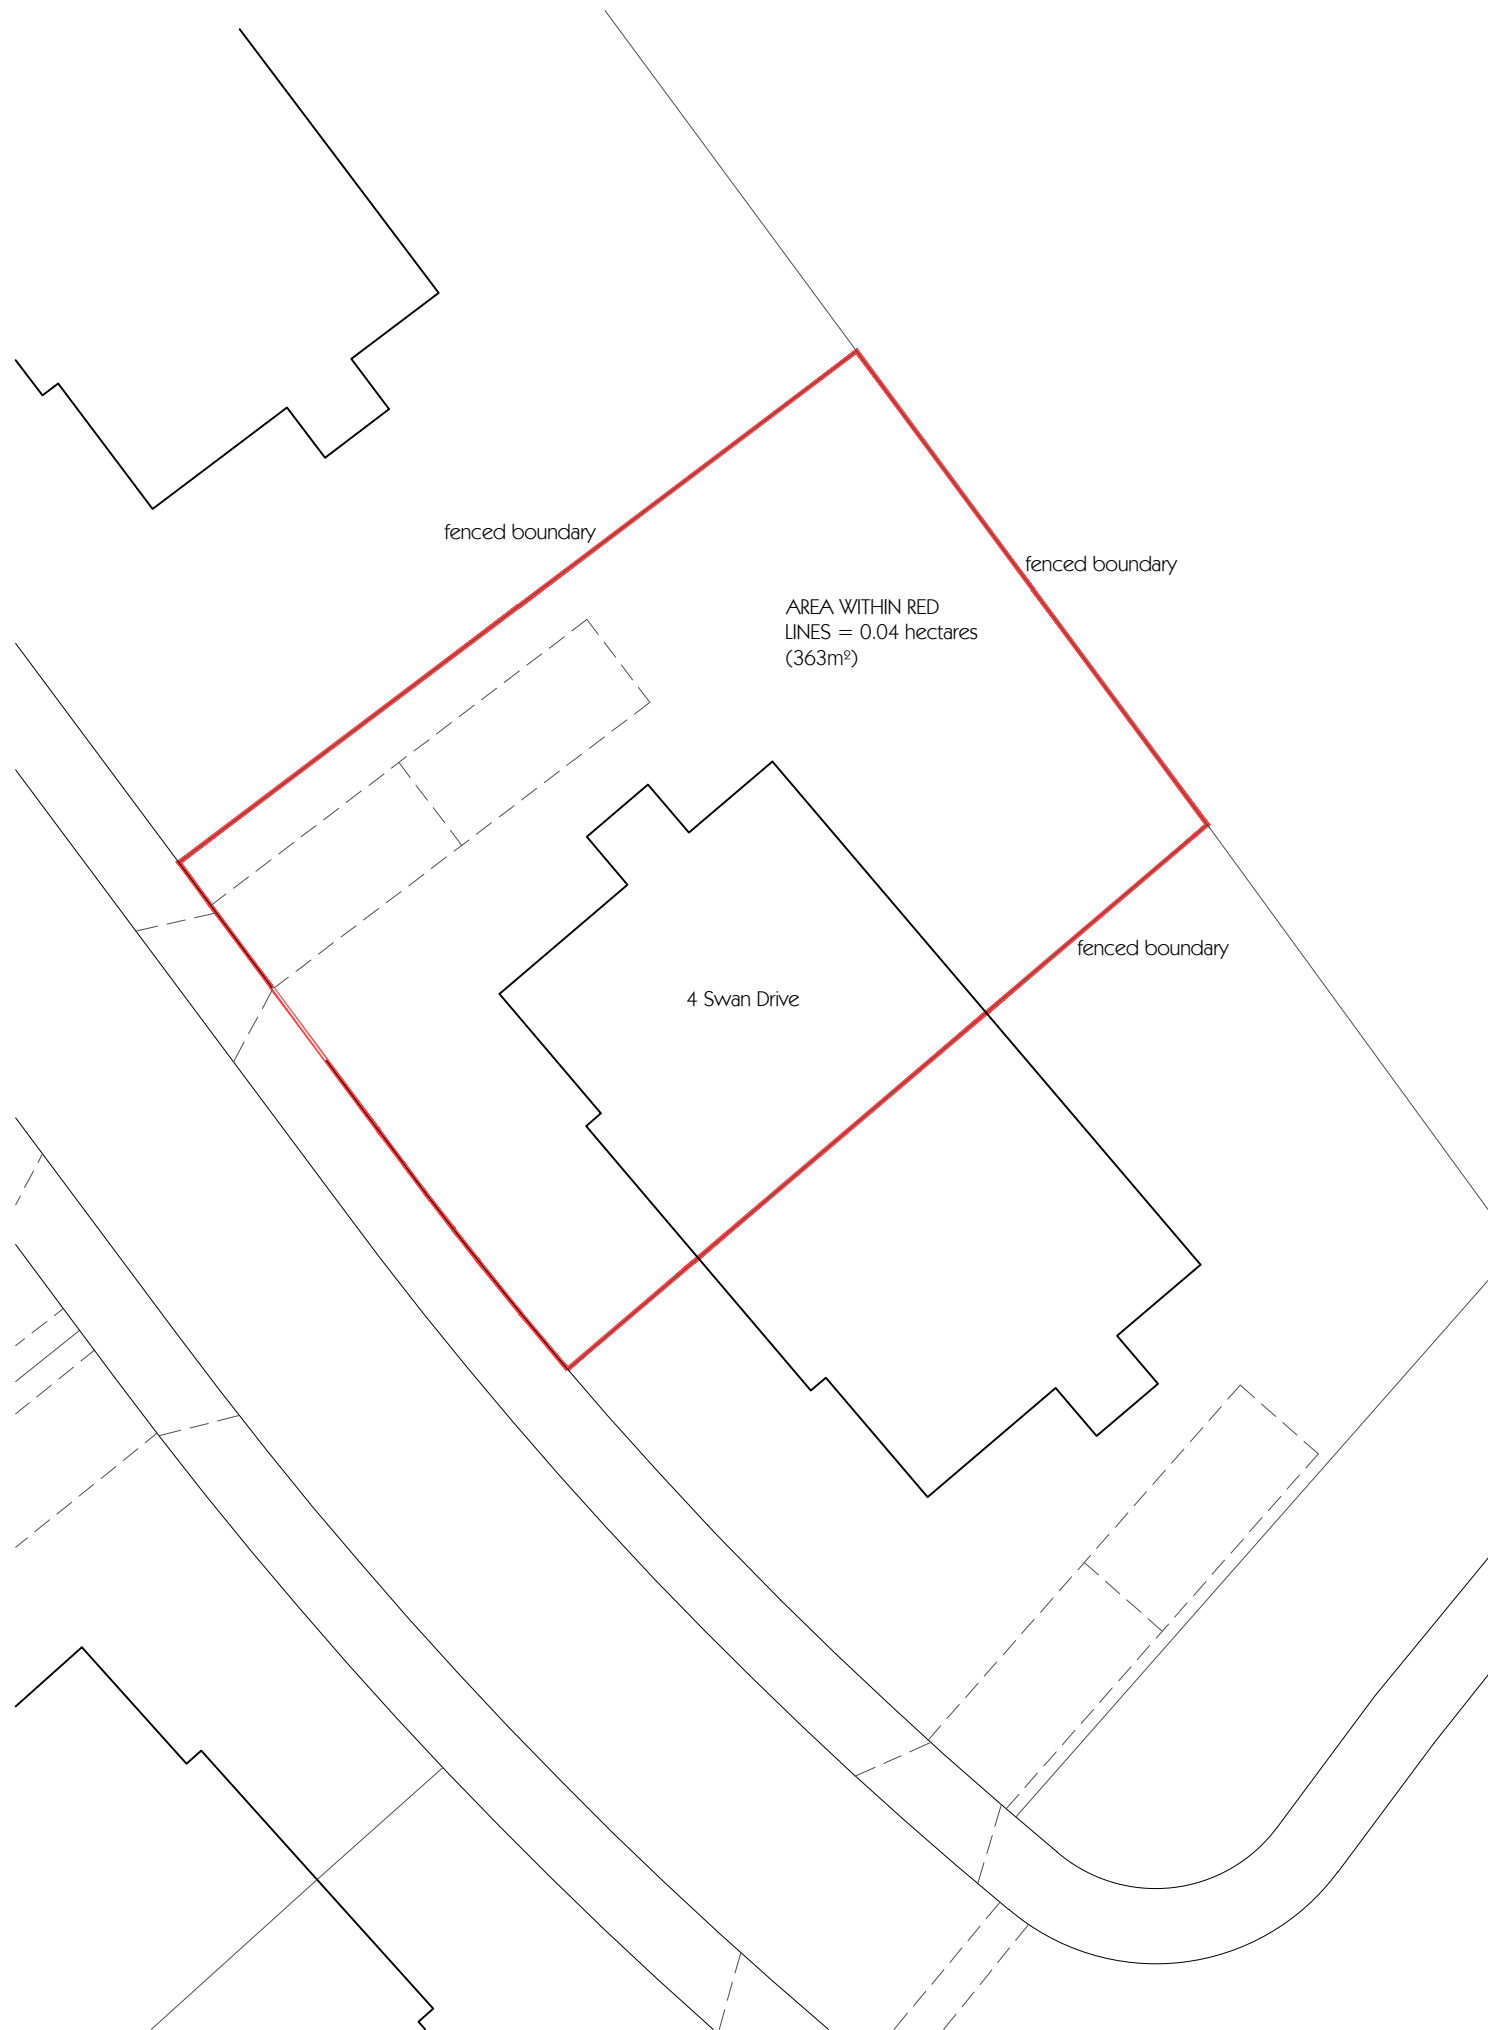 fenced boundary
fenced boundary
AREA WITHIN RED
LINES = 0.04 hectares
(363m²)
fenced boundary
4 Swan Drive